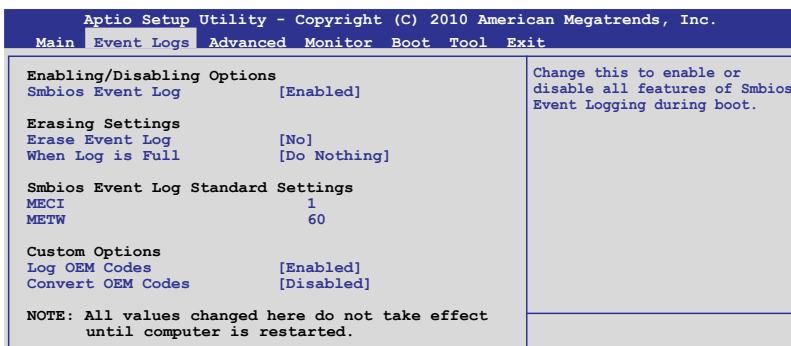 Aptio Setup Utility - Copyright (C) 2010 American Megatrends, Inc.
Main Event Logs Advanced Monitor Boot Tool Exit
Enabling/Disabling Options
Smbios Event Log [Enabled]
Erasing Settings
Erase Event Log [No]
When Log is Full [Do Nothing]
Smbios Event Log Standard Settings
MECI 1
METW 60
Custom Options
Log OEM Codes [Enabled]
Convert OEM Codes [Disabled]
NOTE: All values changed here do not take effect
until computer is restarted.
Change this to enable or
disable all features of Smbios
Event Logging during boot.